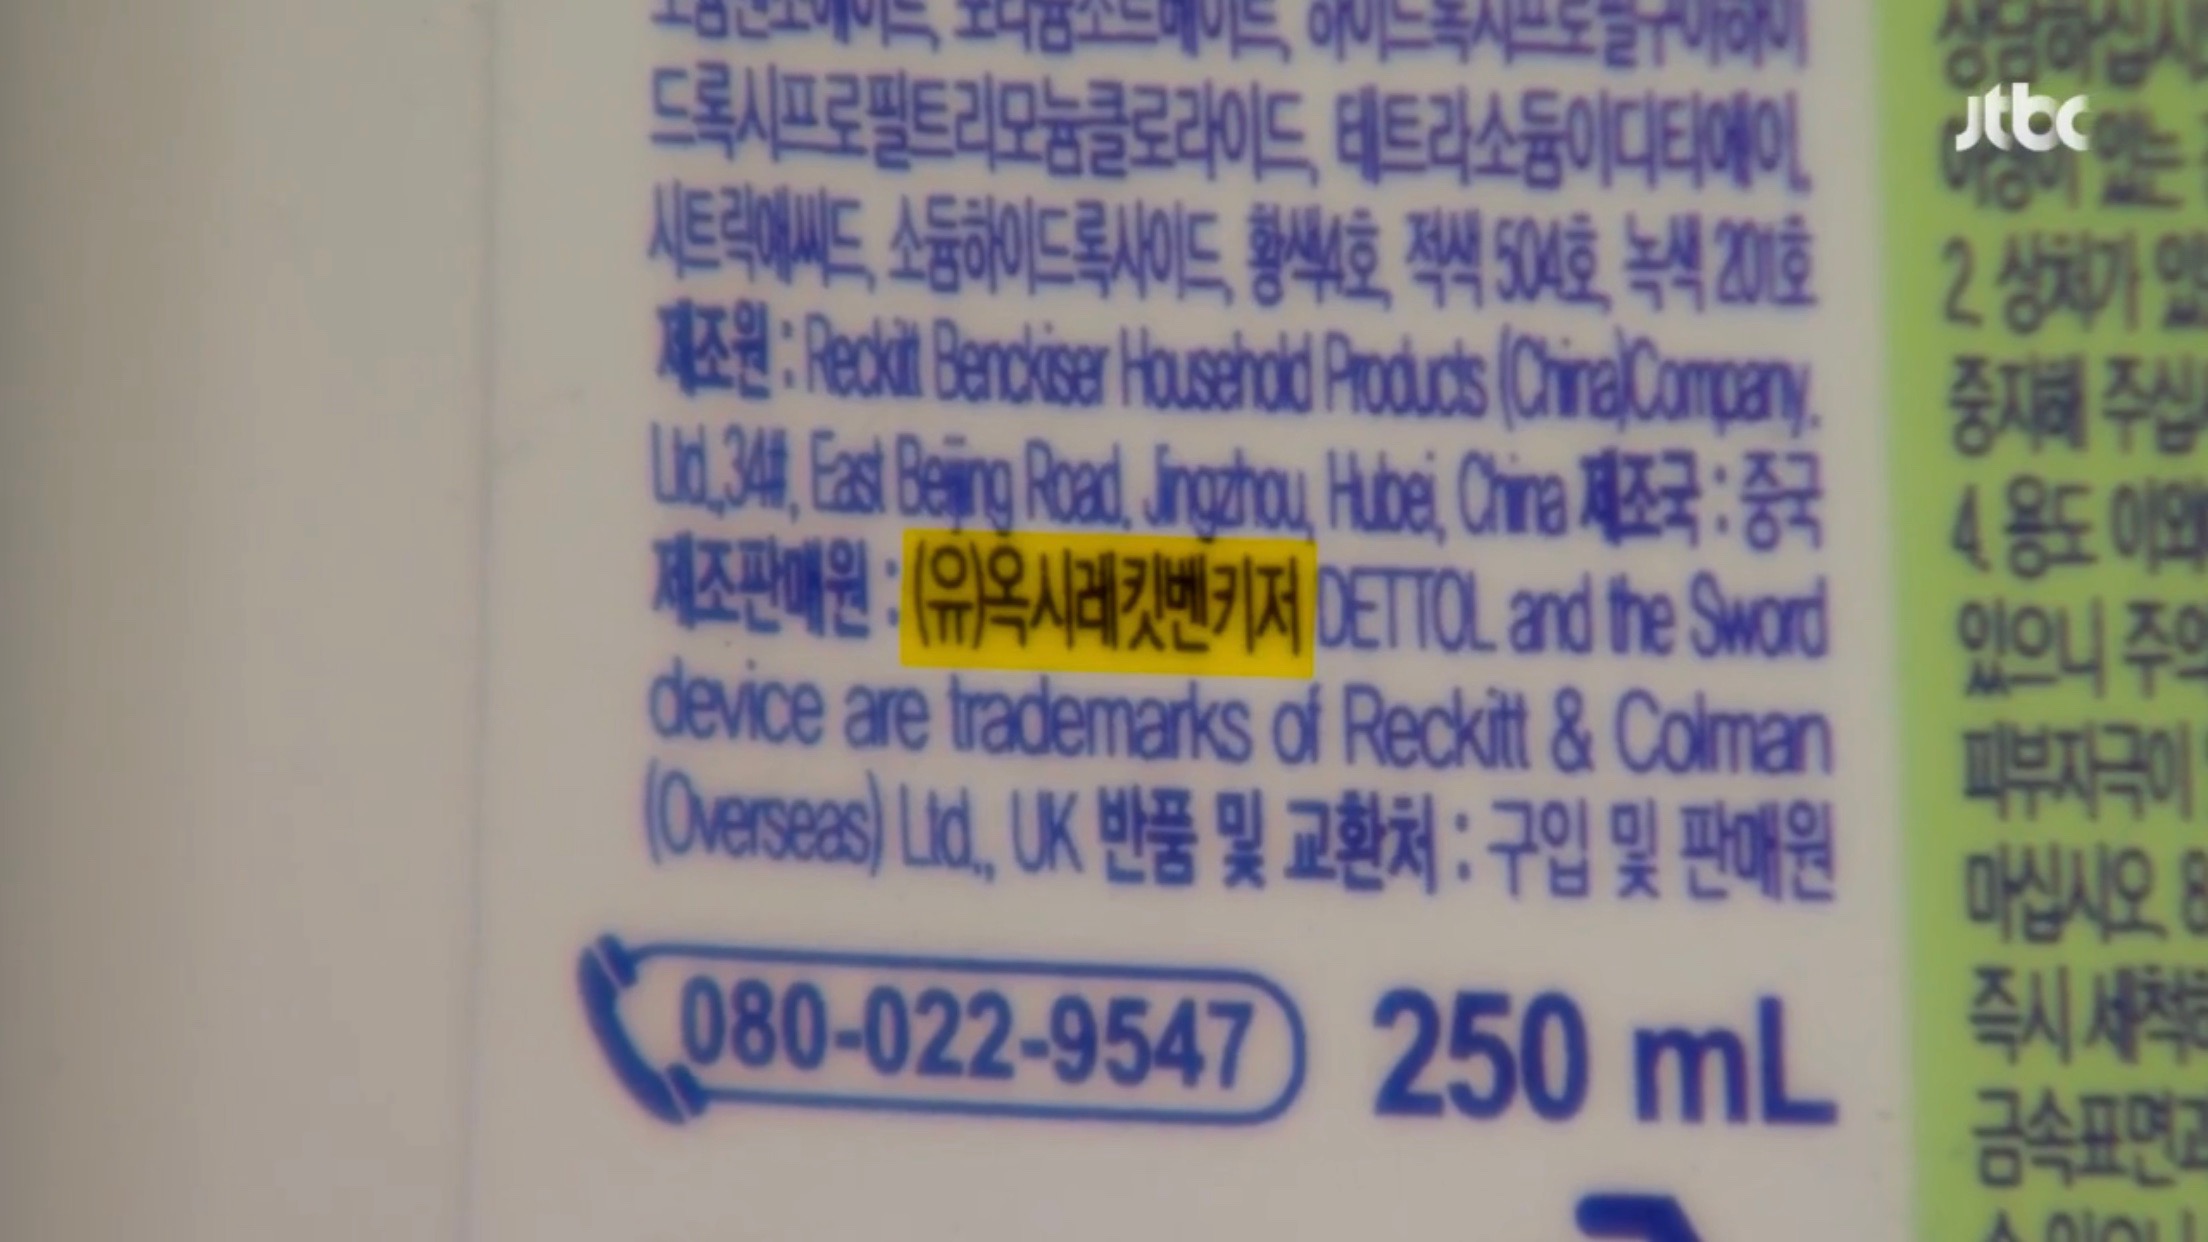 드록시프로필트리모늄클로라이드, 테트라소듐이디티에이,
시트릭애씨드, 소듐하이드록사이드, 황색4호, 적색 504호, 녹색 201호
제조원 : Reckitt Benckiser Household Products (China)Company.
Ltd.,34#, East Beijing Road, Jingzhou, Hubei, China 제조국 : 중국
제조판매원 : (유)옥시레킷벤키저 DETTOL and the Sword
device are trademarks of Reckitt & Colman
(Overseas) Ltd., UK 반품 및 교환처 : 구입 및 판매원
080-022-9547 250 mL
jtbc
2. 상처가
중지해
4. 용도 이외
있으니
피부자극이
마십시오 8
즉시
금속표면과